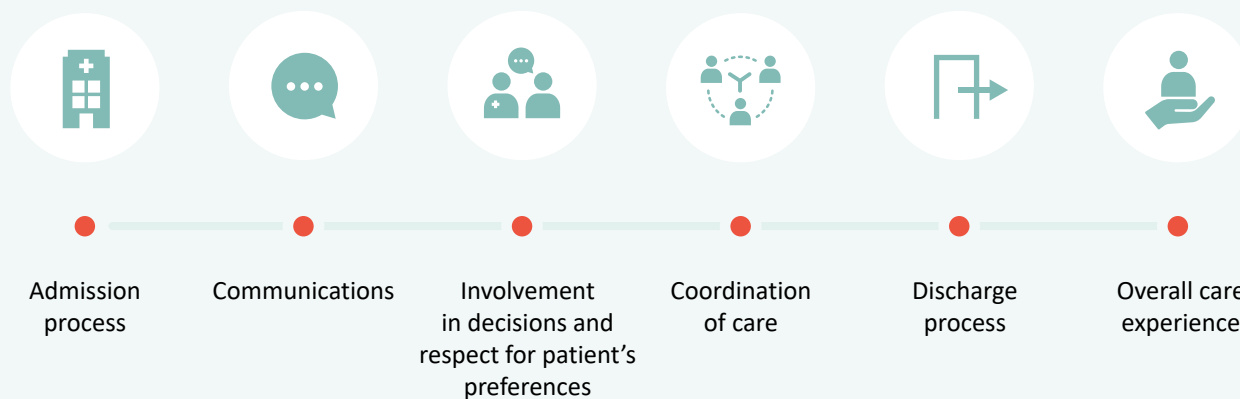 Admission
process
Communications
Involvement
in decisions and
respect for patient’s
preferences
Coordination
of care
Discharge
process
Overall care
experience